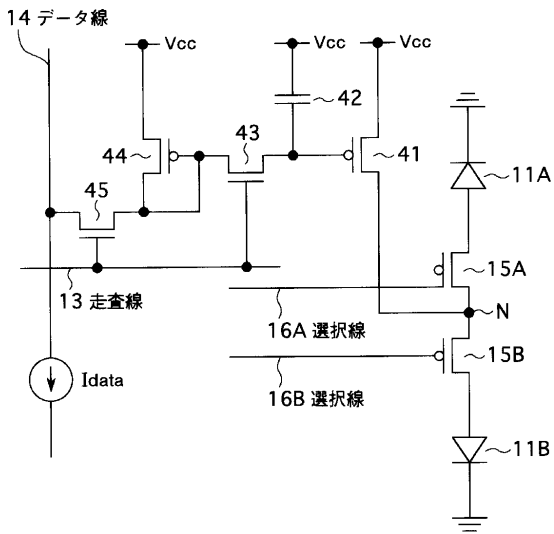 14 データ線
Vcc
Vcc
Vcc
42
43
44
41
45
11A
15A
13 走査線
16A 選択線
N
15B
Idata
16B 選択線
11B